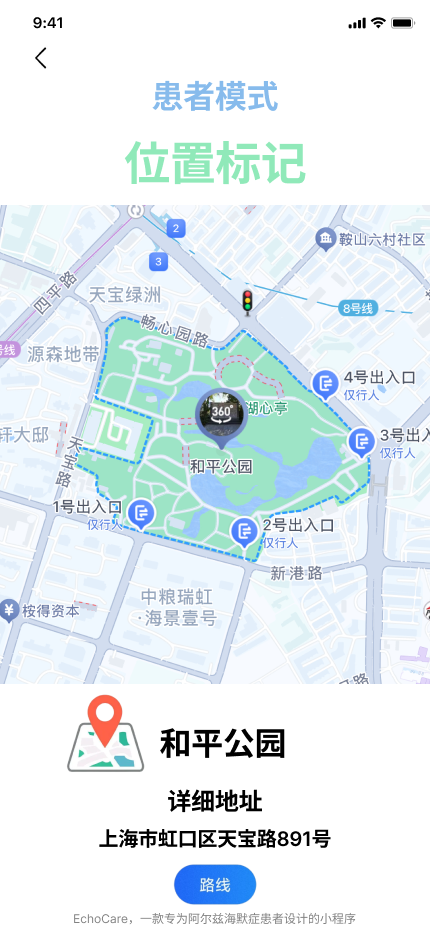 9:41
患者模式
位置标记
2
3
鞍山六村社区
四平路
天宝绿洲
8号线
畅心园路
号线
源森地带
4号出入口
仅行人
360°
湖心亭
轩大邸
3号出入
仅行人
天宝路
和平公园
1号出入口
仅行人
2号出入口
仅行人
新港路
中粮瑞虹
·海景壹号
桉得资本
和平公园
详细地址
上海市虹口区天宝路891号
路线
EchoCare，一款专为阿尔兹海默症患者设计的小程序